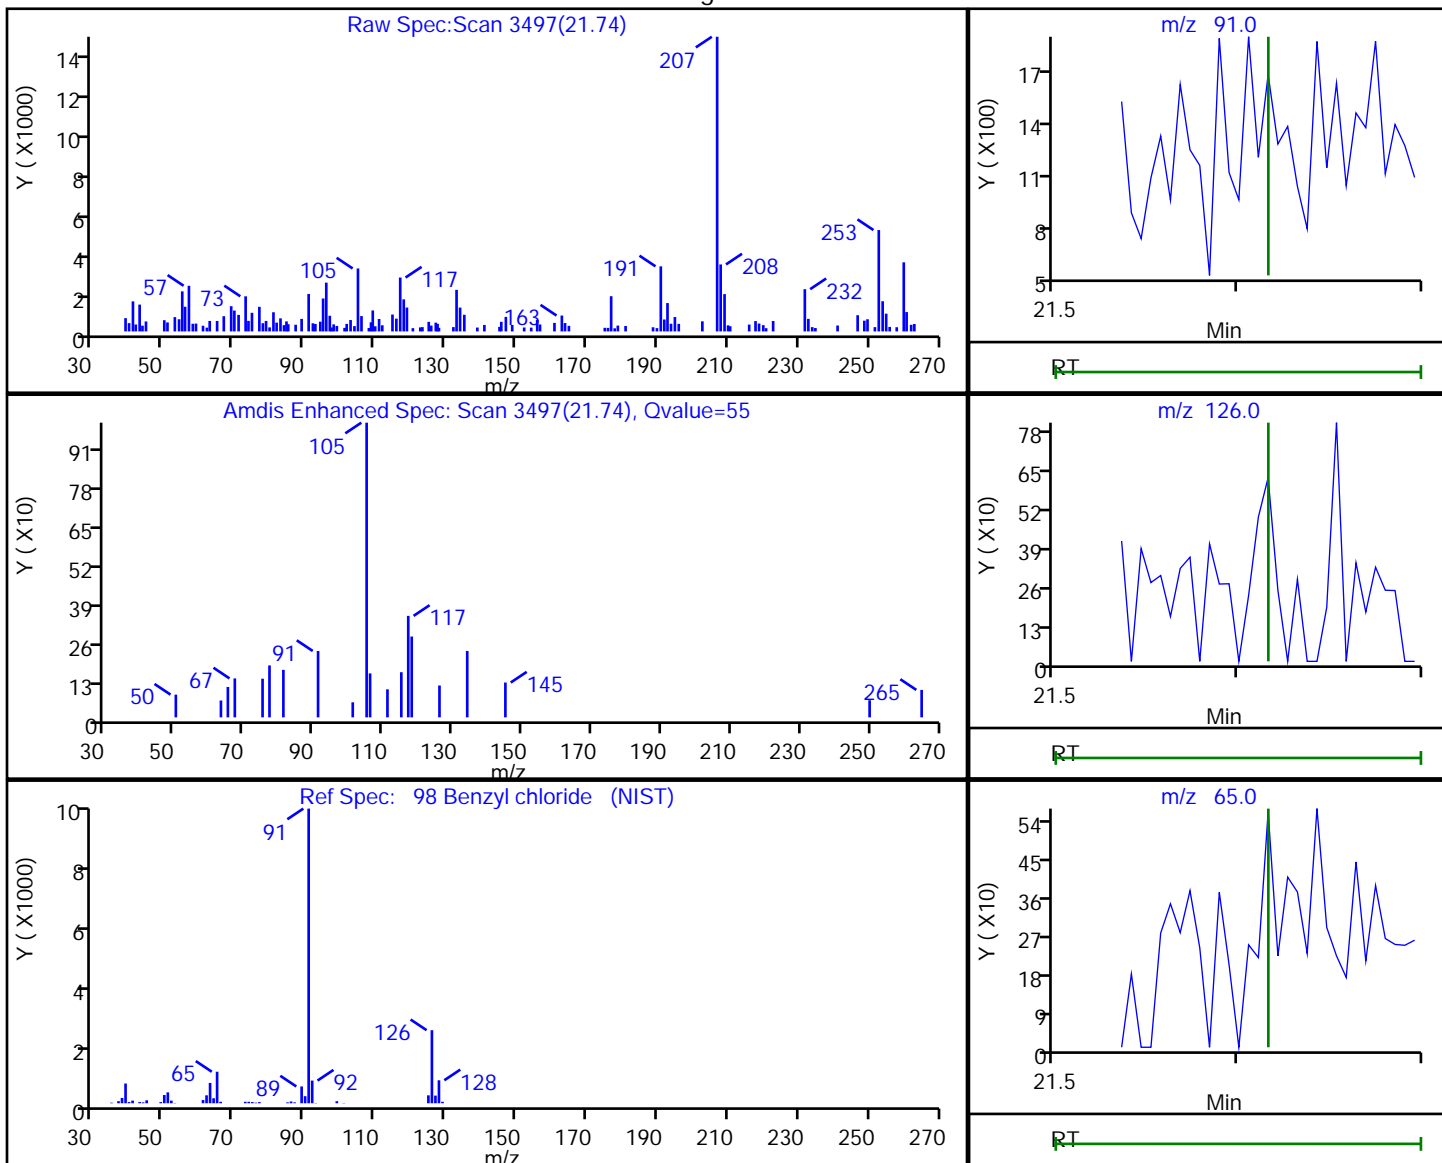 Raw Spec:Scan 3497(21.74)
Y ( X1000)
14
12
10
8
6
4
2
0
207
253
191
208
232
105
117
57
73
163
30 50 70 90 110 130 150 170 190 210 230 250 270
m/z
m/z 91.0
Y ( X100)
17
14
11
8
5
21.5
Min
RT
Amdis Enhanced Spec: Scan 3497(21.74), Qvalue=55
Y ( X10)
91
78
65
52
39
26
13
0
105
117
91
67
50
145
265
30 50 70 90 110 130 150 170 190 210 230 250 270
m/z
m/z 126.0
Y ( X10)
78
65
52
39
26
13
0
21.5
Min
RT
Ref Spec: 98 Benzyl chloride (NIST)
Y ( X1000)
10
8
6
4
2
0
91
126
65
89
92
128
30 50 70 90 110 130 150 170 190 210 230 250 270
m/z
m/z 65.0
Y ( X10)
54
45
36
27
18
9
0
21.5
Min
RT